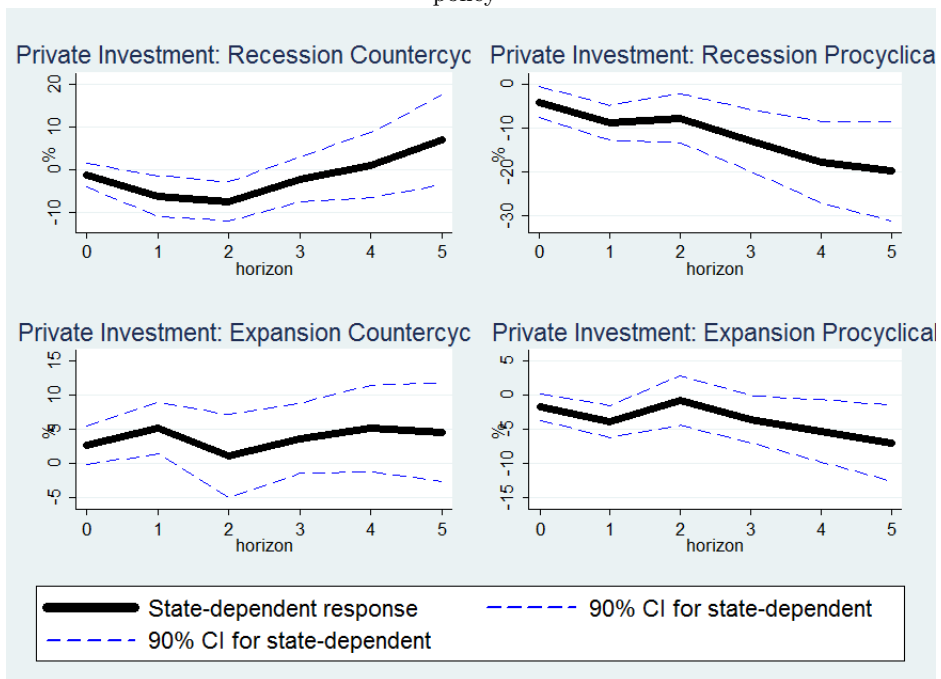 policy
Private Investment: Recession Countercyc
Private Investment: Recession Procyclical
20
10
0
-10
%
0 1 2 3 4 5
horizon
0
-10
-20
-30
%
0 1 2 3 4 5
horizon
Private Investment: Expansion Countercyc
Private Investment: Expansion Procyclical
15
10
5
0
-5
%
0 1 2 3 4 5
horizon
5
0
-5
-10
-15
%
0 1 2 3 4 5
horizon
State-dependent response
90% CI for state-dependent
90% CI for state-dependent